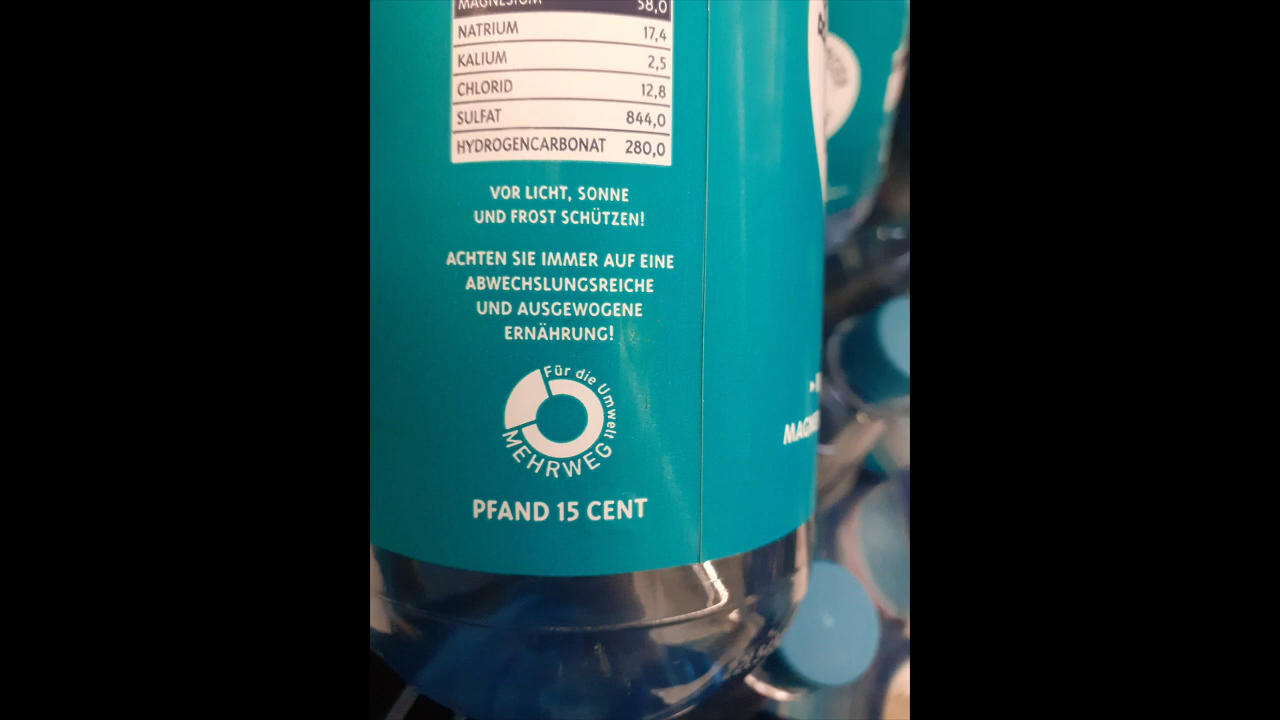 MAGNESIUM 58,0
NATRIUM 17,4
KALIUM 2,5
CHLORID 12,8
SULFAT 844,0
HYDROGENCARBONAT 280,0
VOR LICHT, SONNE
UND FROST SCHÜTZEN!
ACHTEN SIE IMMER AUF EINE
ABWECHSLUNGSREICHE
UND AUSGEWOGENE
ERNÄHRUNG!
Für die Umwelt
MEHRWEG
PFAND 15 CENT